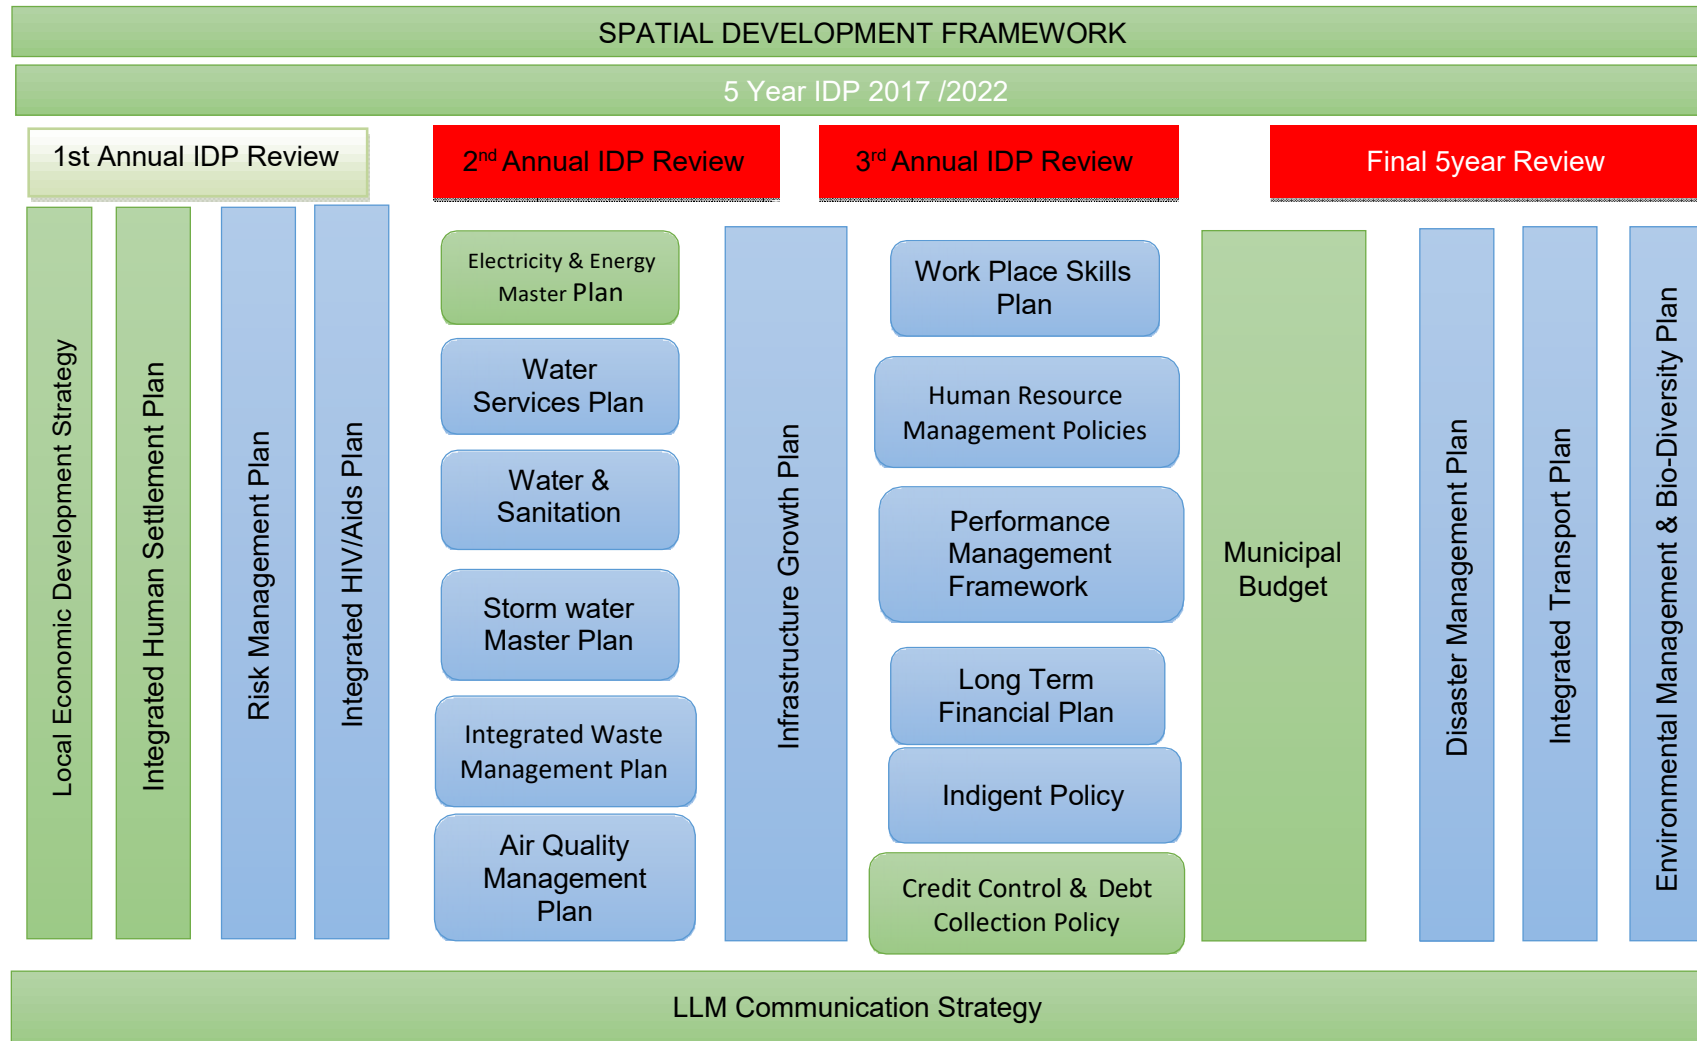 SPATIAL DEVELOPMENT FRAMEWORK
5 Year IDP 2017 /2022
1st Annual IDP Review
2nd Annual IDP Review
3rd Annual IDP Review
Final 5year Review
Local Economic Development Strategy
Integrated Human Settlement Plan
Risk Management Plan
Integrated HIV/Aids Plan
Electricity & Energy
Master Plan
Water
Services Plan
Water &
Sanitation
Storm water
Master Plan
Integrated Waste
Management Plan
Air Quality
Management
Plan
Infrastructure Growth Plan
Work Place Skills
Plan
Human Resource
Management Policies
Performance
Management
Framework
Long Term
Financial Plan
Indigent Policy
Credit Control & Debt
Collection Policy
Municipal
Budget
Disaster Management Plan
Integrated Transport Plan
Environmental Management & Bio-Diversity Plan
LLM Communication Strategy